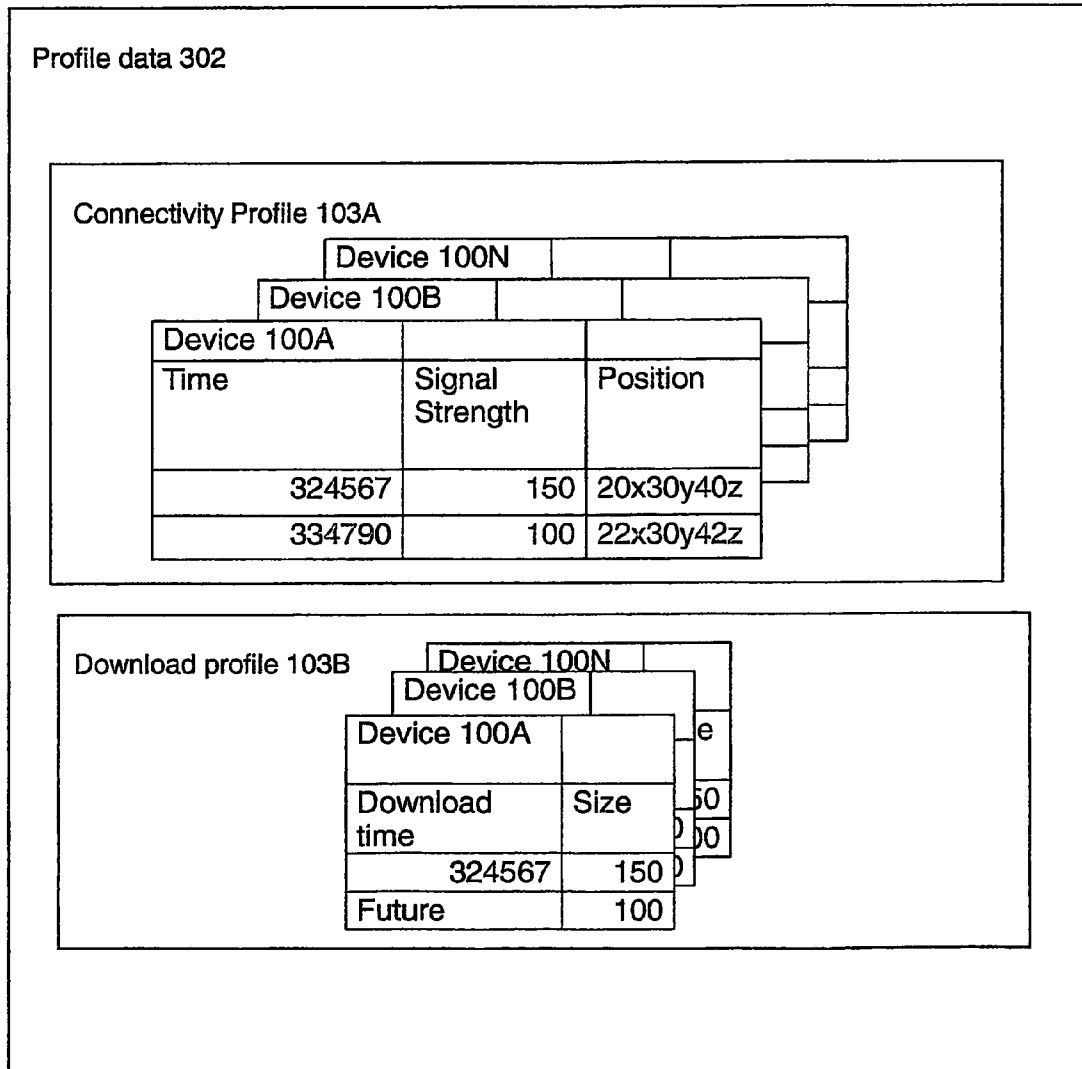 Profile data 302
Connectivity Profile 103A
Device 100N
Device 100B
Device 100A
Time Signal Strength Position
324567 150 20x30y40z
334790 100 22x30y42z
Download profile 103B
Device 100N
Device 100B
Device 100A
e
Download time Size
50
00
324567 150
Future 100